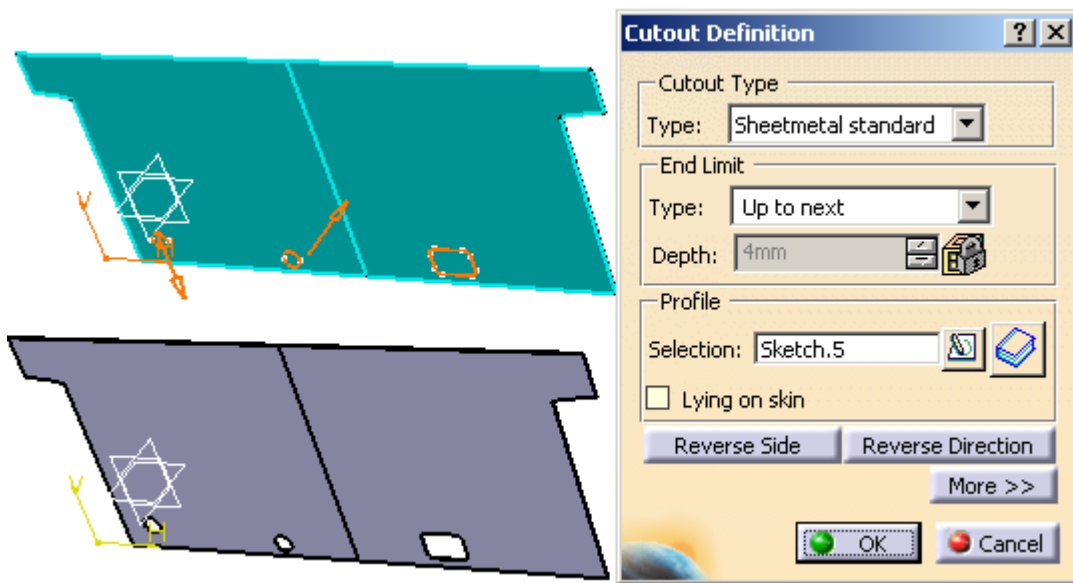 Cutout Definition
Cutout Type
Type: Sheetmetal standard
End Limit
Type: Up to next
Depth: 4mm
Profile
Selection: Sketch.5
Lying on skin
Reverse Side Reverse Direction
More >>
OK Cancel
V
H
V
H